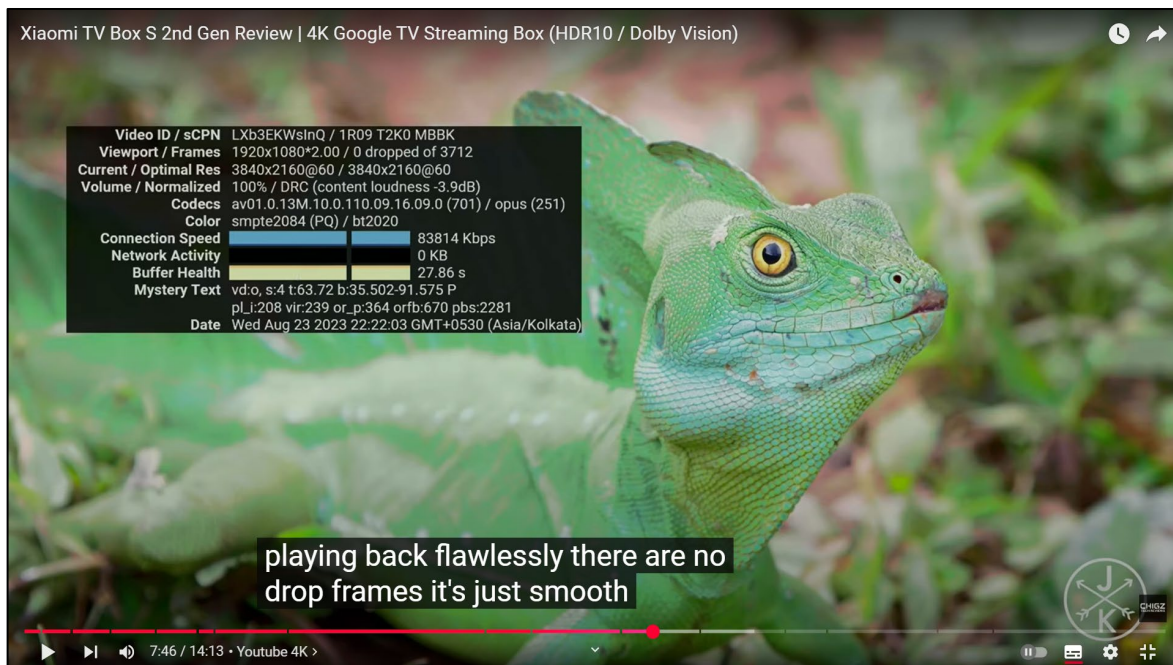 Xiaomi TV Box S 2nd Gen Review | 4K Google TV Streaming Box (HDR10 / Dolby Vision)
Video ID / sCPN LXb3EKWsInQ / 1R09 T2K0 MBBK
Viewport / Frames 1920x1080*2.00 / 0 dropped of 3712
Current / Optimal Res 3840x2160@60 / 3840x2160@60
Volume / Normalized 100% / DRC (content loudness -3.9dB)
Codecs av01.0.13M.10.0.110.09.16.09.0 (701) / opus (251)
Color smpte2084 (PQ) / bt2020
Connection Speed 83814 Kbps
Network Activity 0 KB
Buffer Health 27.86 s
Mystery Text vd:o, s:4 t:63.72 b:35.502-91.575 P
pl_i:208 vir:239 or_p:364 orfb:670 pbs:2281
Date Wed Aug 23 2023 22:22:03 GMT+0530 (Asia/Kolkata)
playing back flawlessly there are no
drop frames it's just smooth
J
K
CHIGZ
7:46 / 14:13 • Youtube 4K >